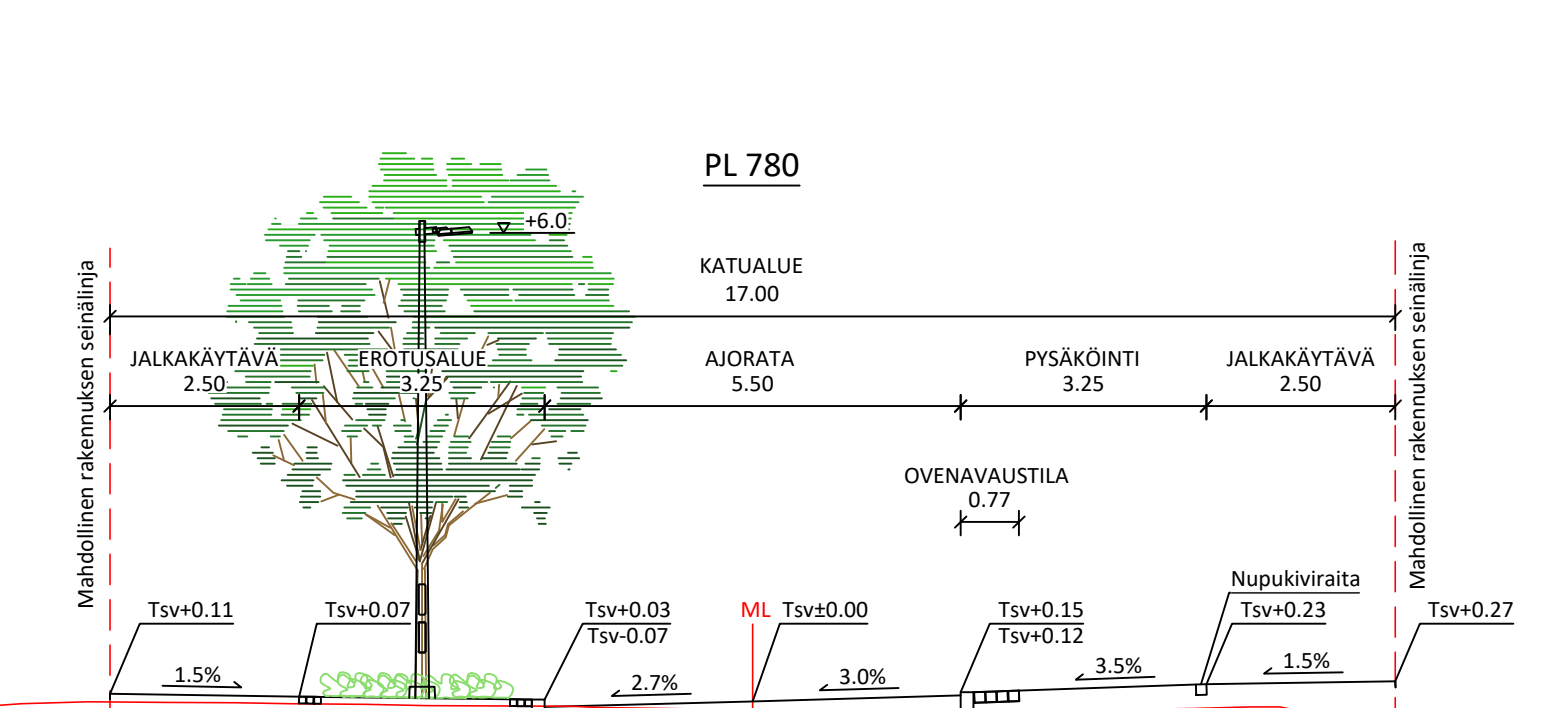 PL 780
+6.0
KATUALUE
17.00
JALKAKÄYTÄVÄ
2.50
EROTUSALUE
3.25
AJORATA
5.50
PYSÄKÖINTI
3.25
JALKAKÄYTÄVÄ
2.50
Mahdollinen rakennuksen seinälinja
Mahdollinen rakennuksen seinälinja
OVENAVAUSTILA
0.77
Nupukiviraita
Tsv+0.11
Tsv+0.07
Tsv+0.03
Tsv-0.07
ML
Tsv±0.00
Tsv+0.15
Tsv+0.12
Tsv+0.23
Tsv+0.27
1.5%
2.7%
3.0%
3.5%
1.5%